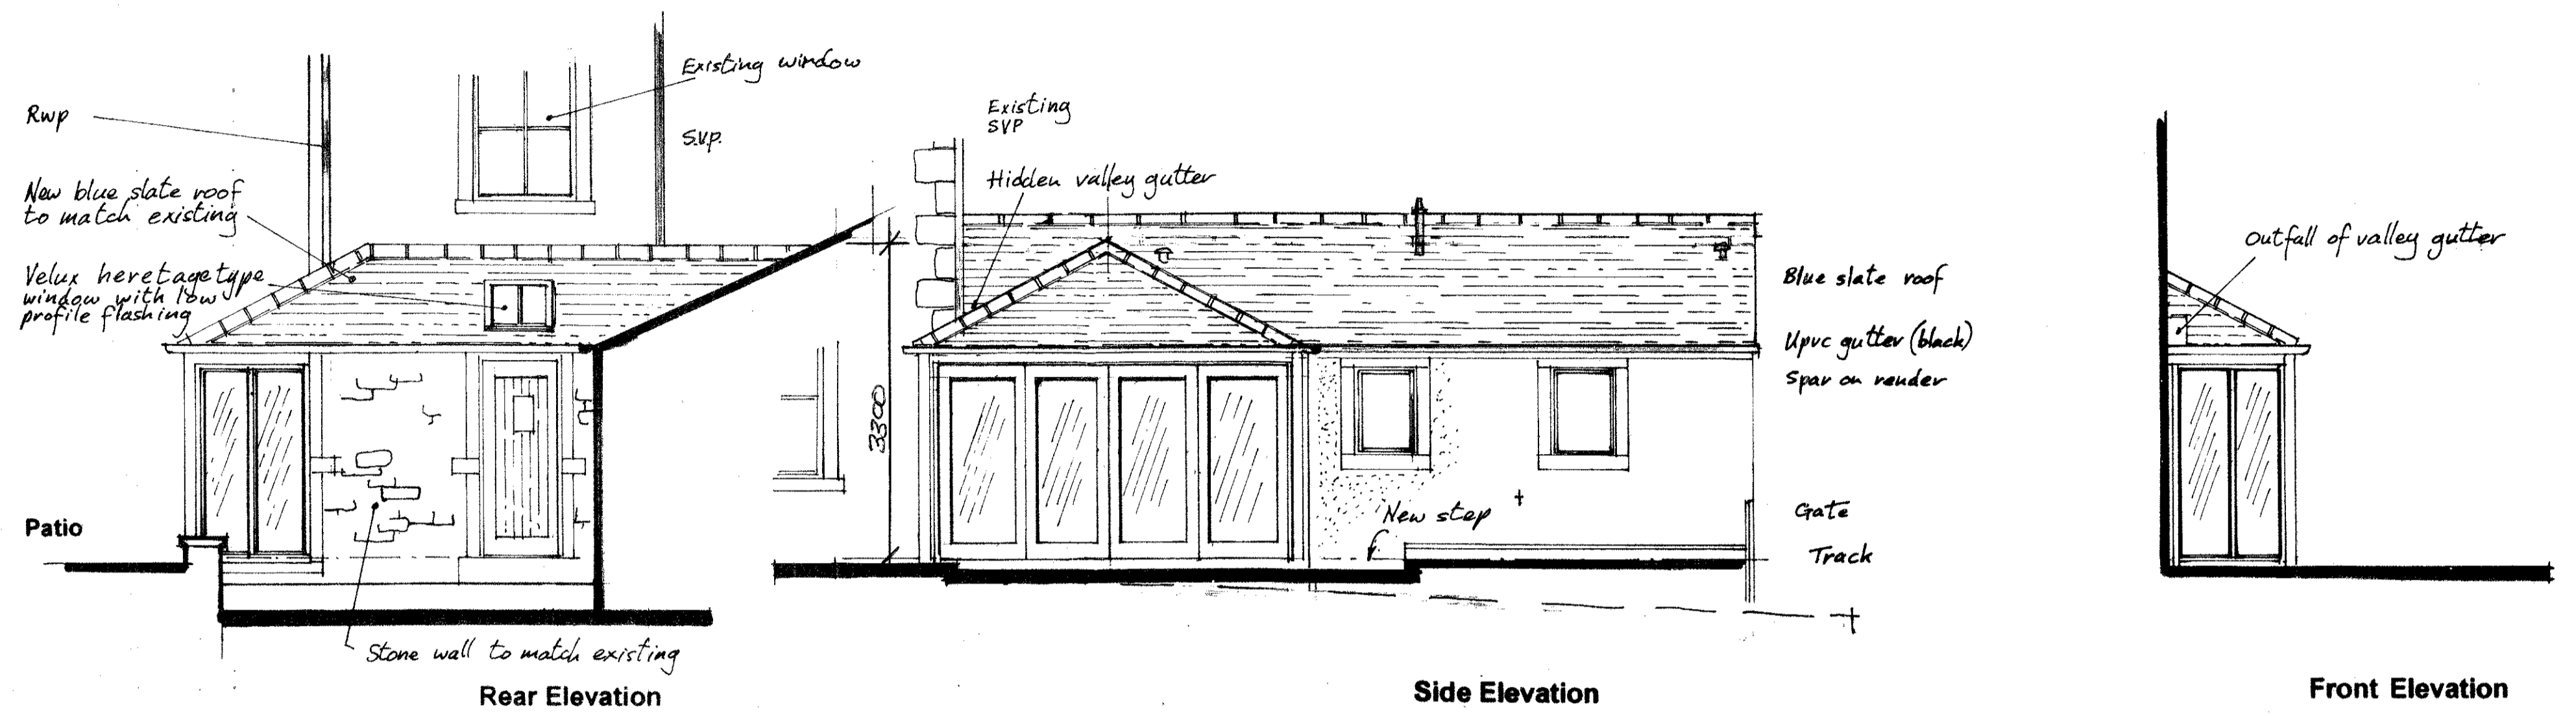 Rwp
New blue slate roof
to match existing
Velux heretage type
window with low
profile flashing
Patio
Existing window
S.V.P.
Stone wall to match existing
Rear Elevation
Existing
SVP
Hidden valley gutter
3300
New step
Blue slate roof
Upvc gutter (black)
Spar on render
Gate
Track
Side Elevation
Outfall of valley gutter
Front Elevation